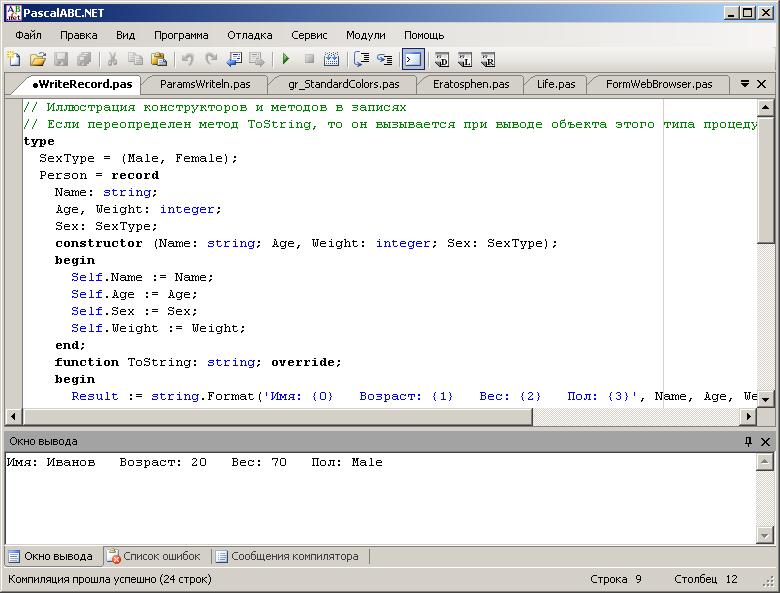 PascalABC.NET
Файл Правка Вид Программа Отладка Сервис Модули Помощь
•WriteRecord.pas ParamsWriteln.pas gr_StandardColors.pas Eratosphen.pas Life.pas FormWebBrowser.pas
// Иллюстрация конструкторов и методов в записях
// Если переопределен метод ToString, то он вызывается при выводе объекта этого типа процеду
type
  SexType = (Male, Female);
  Person = record
    Name: string;
    Age, Weight: integer;
    Sex: SexType;
    constructor (Name: string; Age, Weight: integer; Sex: SexType);
    begin
      Self.Name := Name;
      Self.Age := Age;
      Self.Sex := Sex;
      Self.Weight := Weight;
    end;
    function ToString: string; override;
    begin
      Result := string.Format('Имя: {0}   Возраст: {1}   Вес: {2}   Пол: {3}', Name, Age, We
Окно вывода
Имя: Иванов   Возраст: 20   Вес: 70   Пол: Male
Окно вывода Список ошибок Сообщения компилятора
Компиляция прошла успешно (24 строк) Строка 9 Столбец 12